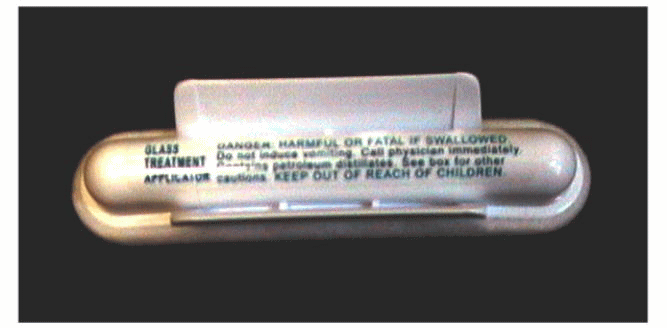 GLASS
TREATMENT
APPLICATOR
DANGER: HARMFUL OR FATAL IF SWALLOWED.
Do not induce vomiting. Call physician immediately.
Contains petroleum distillates. See box for other
cautions. KEEP OUT OF REACH OF CHILDREN.